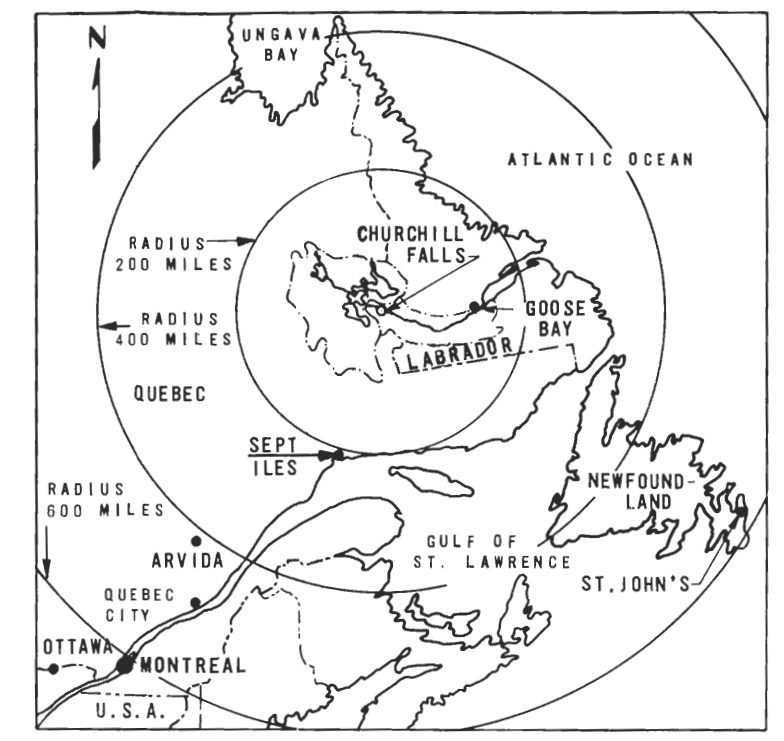 N
UNGAVA
BAY
ATLANTIC OCEAN
RADIUS
200 MILES
CHURCHILL
FALLS
RADIUS
400 MILES
GOOSE
BAY
LABRADOR
QUEBEC
SEPT
ILES
RADIUS
600 MILES
NEWFOUND-
LAND
ARVIDA
GULF OF
ST. LAWRENCE
ST. JOHN'S
QUEBEC
CITY
OTTAWA
MONTREAL
U.S.A.